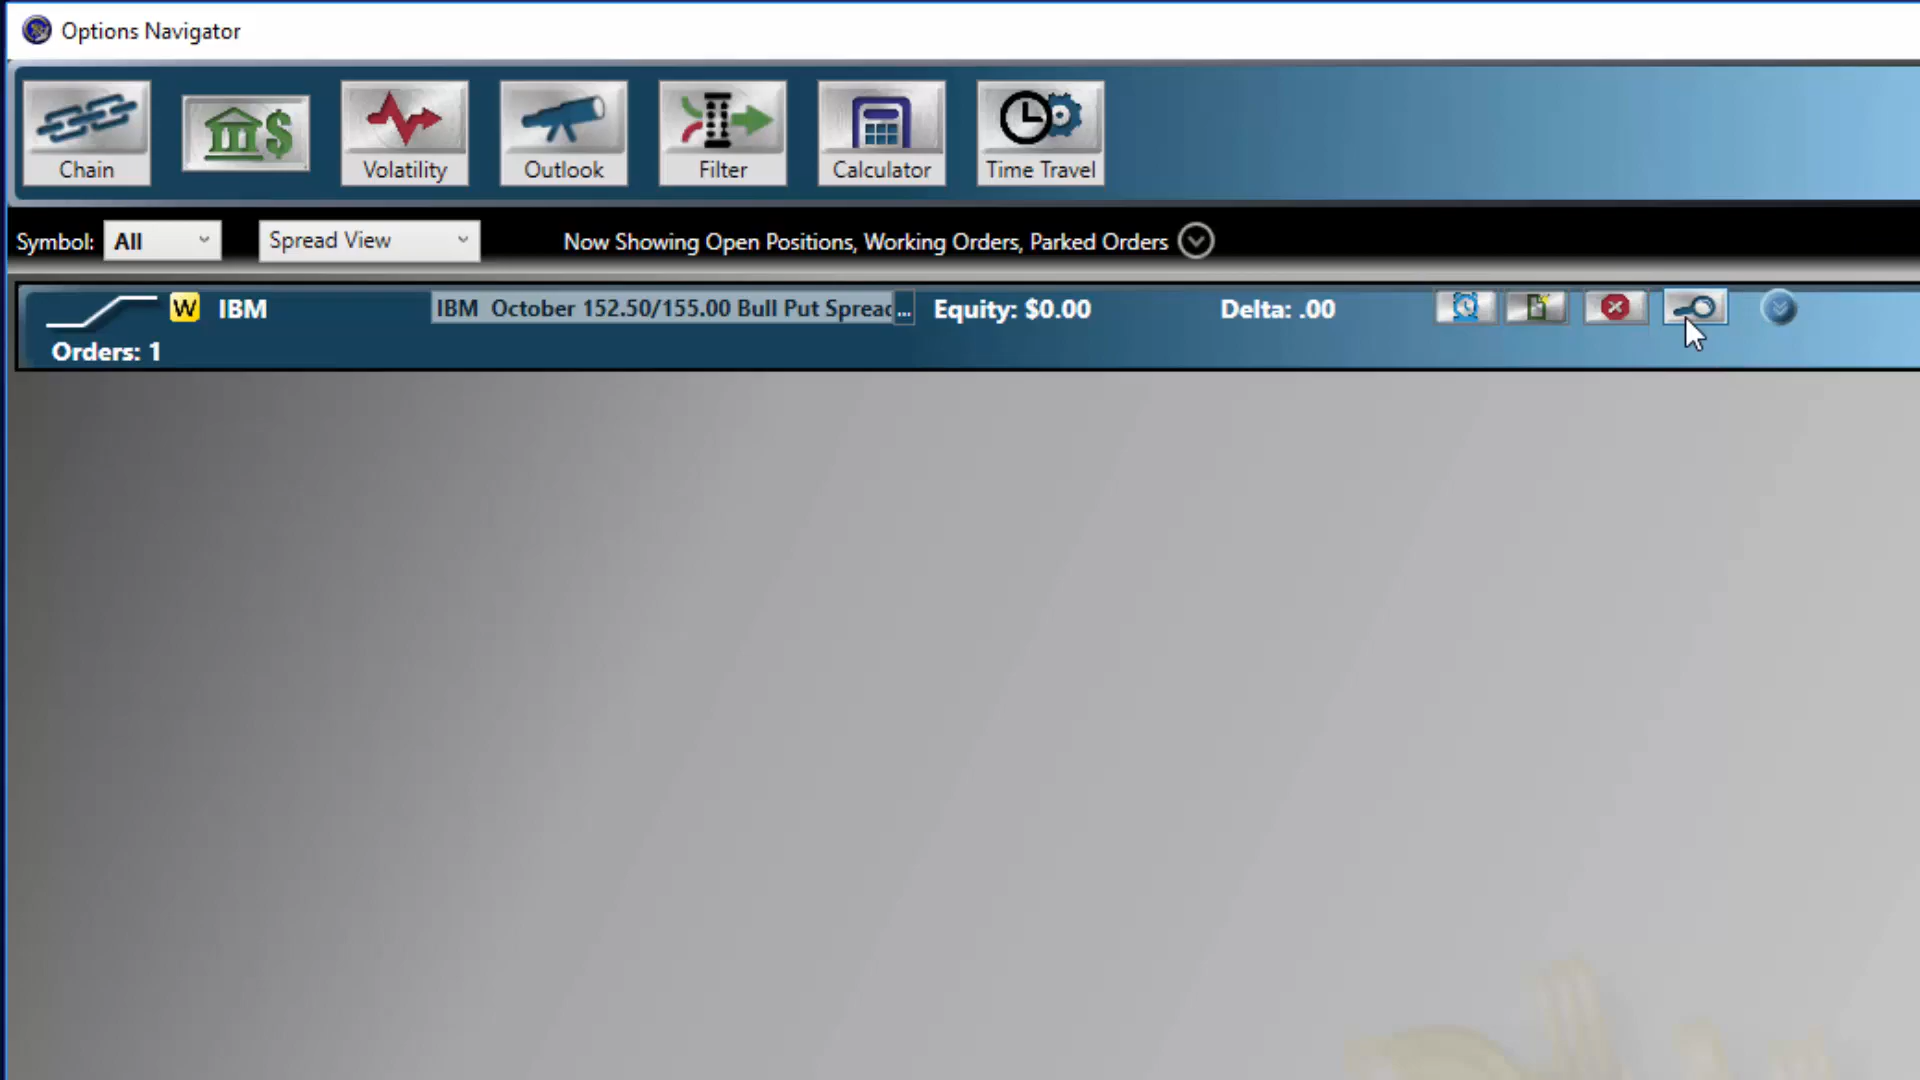 Options Navigator
Chain
Volatility
Outlook
Filter
Calculator
Time Travel
Symbol: All
Spread View
Now Showing Open Positions, Working Orders, Parked Orders
W IBM
IBM October 152.50/155.00 Bull Put Spread...
Equity: $0.00
Delta: .00
Orders: 1